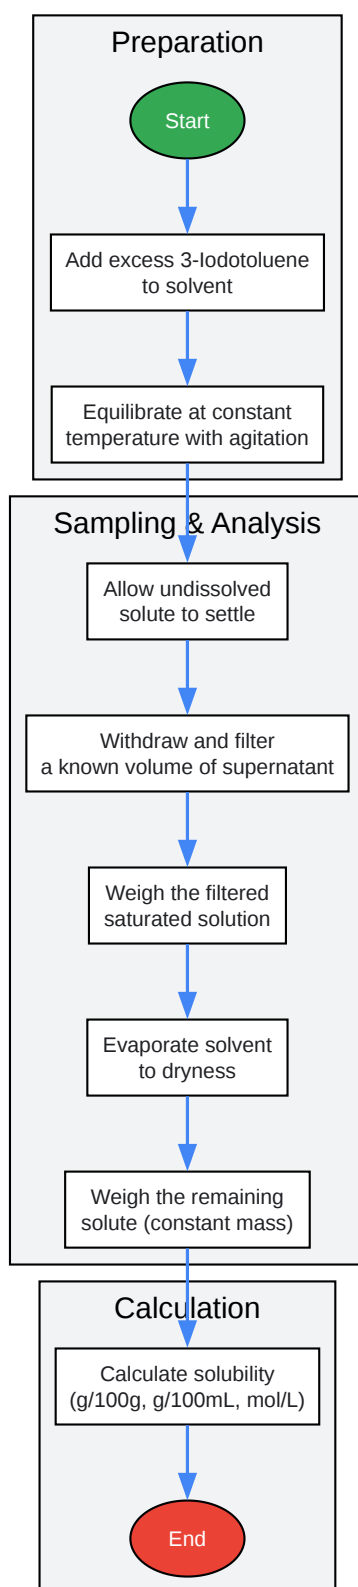 Preparation
Start
Add excess 3-Iodotoluene
to solvent
Equilibrate at constant
temperature with agitation
Sampling & Analysis
Allow undissolved
solute to settle
Withdraw and filter
a known volume of supernatant
Weigh the filtered
saturated solution
Evaporate solvent
to dryness
Weigh the remaining
solute (constant mass)
Calculation
Calculate solubility
(g/100g, g/100mL, mol/L)
End